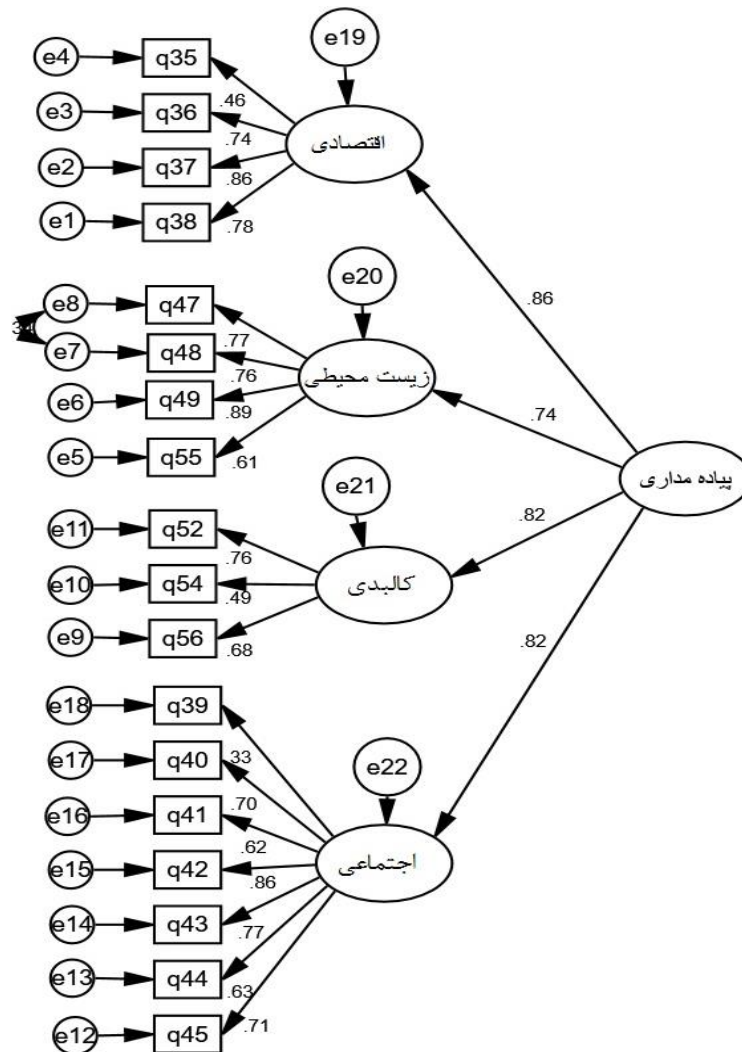 e19
e4 q35
.46
e3 q36
.74
اقتصادی
e2 q37
.86
e1 q38
.78
.86
e20
e8 q47
.77
e7 q48
.76
زیست محیطی
e6 q49
.89
.74
e5 q55
.61
پیاده مداری
e21
e11 q52
.76
.82
e10 q54
.49
کالبدی
e9 q56
.68
.82
e18 q39
e17 q40
.33
e22
e16 q41
.70
.62
e15 q42
.86
اجتماعی
e14 q43
.77
e13 q44
.63
e12 q45
.71